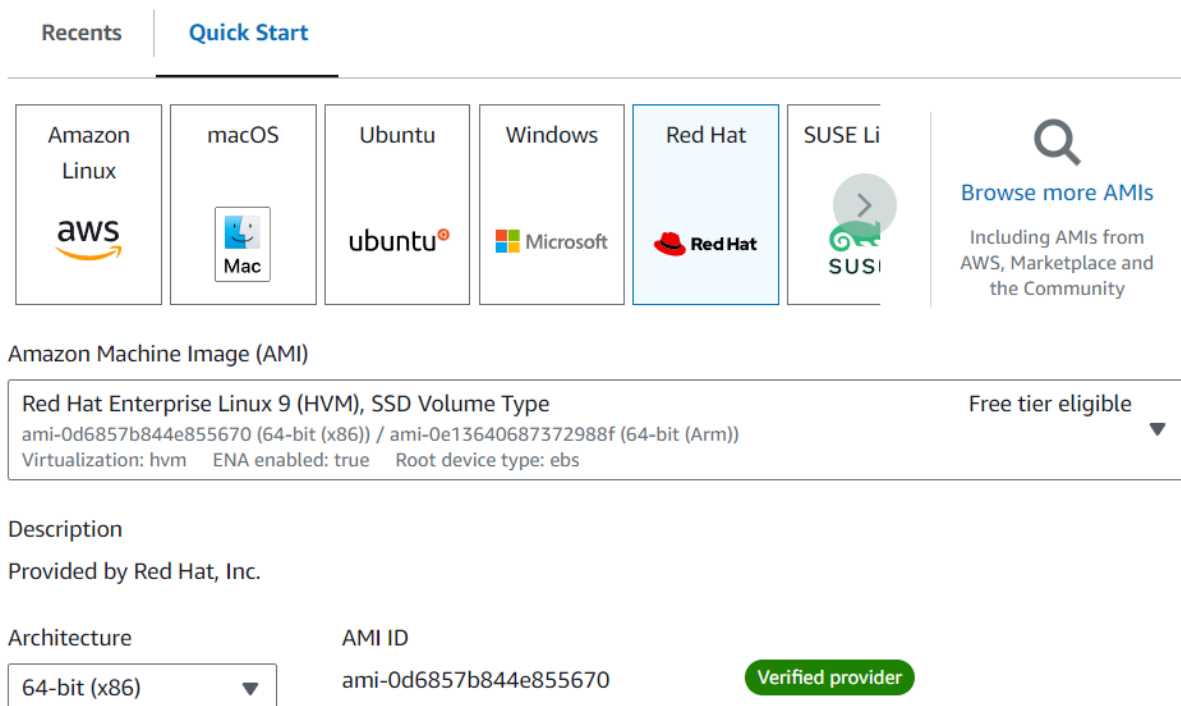 Recents
Quick Start
Amazon
Linux
aws
macOS
Mac
Ubuntu
ubuntu
Windows
Microsoft
Red Hat
Red Hat
SUSE Li
SUS
Browse more AMIs
Including AMIs from
AWS, Marketplace and
the Community
Amazon Machine Image (AMI)
Red Hat Enterprise Linux 9 (HVM), SSD Volume Type
Free tier eligible
ami-0d6857b844e855670 (64-bit (x86)) / ami-0e13640687372988f (64-bit (Arm))
Virtualization: hvm ENA enabled: true Root device type: ebs
Description
Provided by Red Hat, Inc.
Architecture
AMI ID
64-bit (x86)
ami-0d6857b844e855670
Verified provider